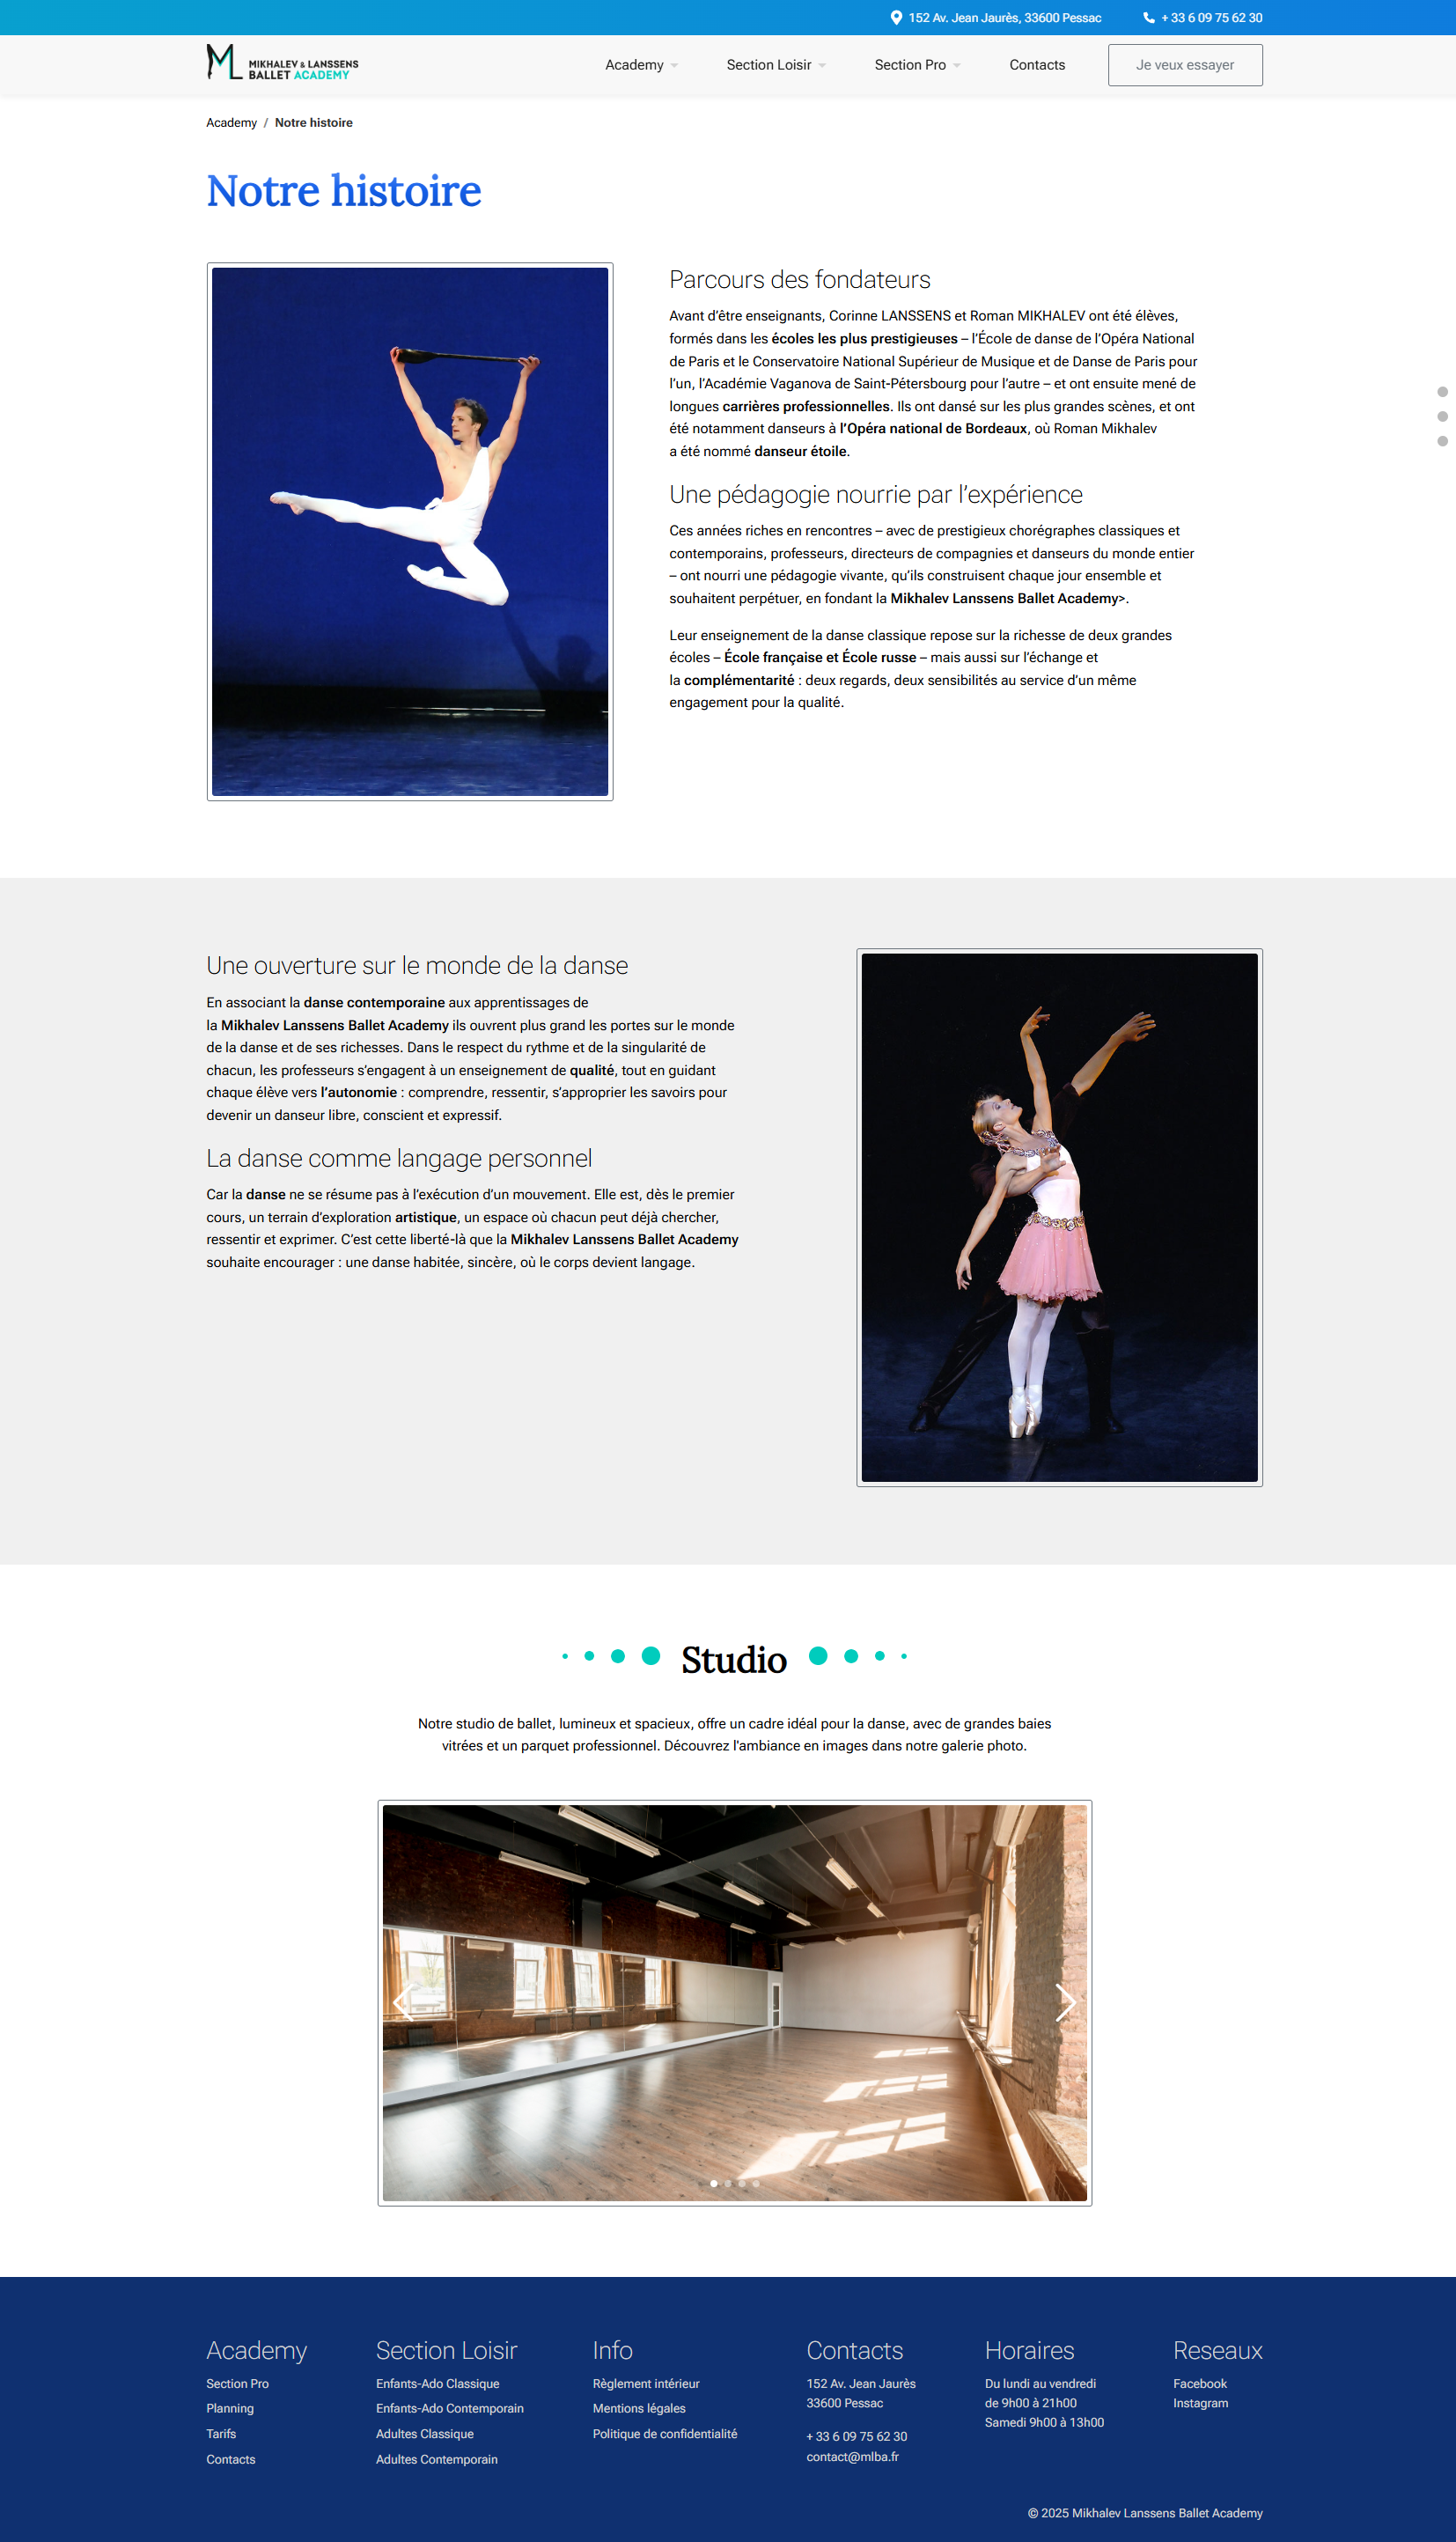 152 Av. Jean Jaurès, 33600 Pessac
+ 33 6 09 75 62 30
MIKHALEV & LANSSENS
BALLET ACADEMY
Academy
Section Loisir
Section Pro
Contacts
Je veux essayer
Academy / Notre histoire
Notre histoire
Parcours des fondateurs
Avant d’être enseignants, Corinne LANSSENS et Roman MIKHALEV ont été élèves,
formés dans les écoles les plus prestigieuses – l’École de danse de l’Opéra National
de Paris et le Conservatoire National Supérieur de Musique et de Danse de Paris pour
l’un, l’Académie Vaganova de Saint-Pétersbourg pour l’autre – et ont ensuite mené de
longues carrières professionnelles. Ils ont dansé sur les plus grandes scènes, et ont
été notamment danseurs à l’Opéra national de Bordeaux, où Roman Mikhalev
a été nommé danseur étoile.
Une pédagogie nourrie par l’expérience
Ces années riches en rencontres – avec de prestigieux chorégraphes classiques et
contemporains, professeurs, directeurs de compagnies et danseurs du monde entier
– ont nourri une pédagogie vivante, qu’ils construisent chaque jour ensemble et
souhaitent perpétuer, en fondant la Mikhalev Lanssens Ballet Academy>.
Leur enseignement de la danse classique repose sur la richesse de deux grandes
écoles – École française et École russe – mais aussi sur l’échange et
la complémentarité : deux regards, deux sensibilités au service d’un même
engagement pour la qualité.
Une ouverture sur le monde de la danse
En associant la danse contemporaine aux apprentissages de
la Mikhalev Lanssens Ballet Academy ils ouvrent plus grand les portes sur le monde
de la danse et de ses richesses. Dans le respect du rythme et de la singularité de
chacun, les professeurs s’engagent à un enseignement de qualité, tout en guidant
chaque élève vers l’autonomie : comprendre, ressentir, s’approprier les savoirs pour
devenir un danseur libre, conscient et expressif.
La danse comme langage personnel
Car la danse ne se résume pas à l’exécution d’un mouvement. Elle est, dès le premier
cours, un terrain d’exploration artistique, un espace où chacun peut déjà chercher,
ressentir et exprimer. C’est cette liberté-là que la Mikhalev Lanssens Ballet Academy
souhaite encourager : une danse habitée, sincère, où le corps devient langage.
Studio
Notre studio de ballet, lumineux et spacieux, offre un cadre idéal pour la danse, avec de grandes baies
vitrées et un parquet professionnel. Découvrez l'ambiance en images dans notre galerie photo.
Academy
Section Pro
Planning
Tarifs
Contacts
Section Loisir
Enfants-Ado Classique
Enfants-Ado Contemporain
Adultes Classique
Adultes Contemporain
Info
Règlement intérieur
Mentions légales
Politique de confidentialité
Contacts
152 Av. Jean Jaurès
33600 Pessac
+ 33 6 09 75 62 30
contact@mlba.fr
Horaires
Du lundi au vendredi
de 9h00 à 21h00
Samedi 9h00 à 13h00
Reseaux
Facebook
Instagram
© 2025 Mikhalev Lanssens Ballet Academy